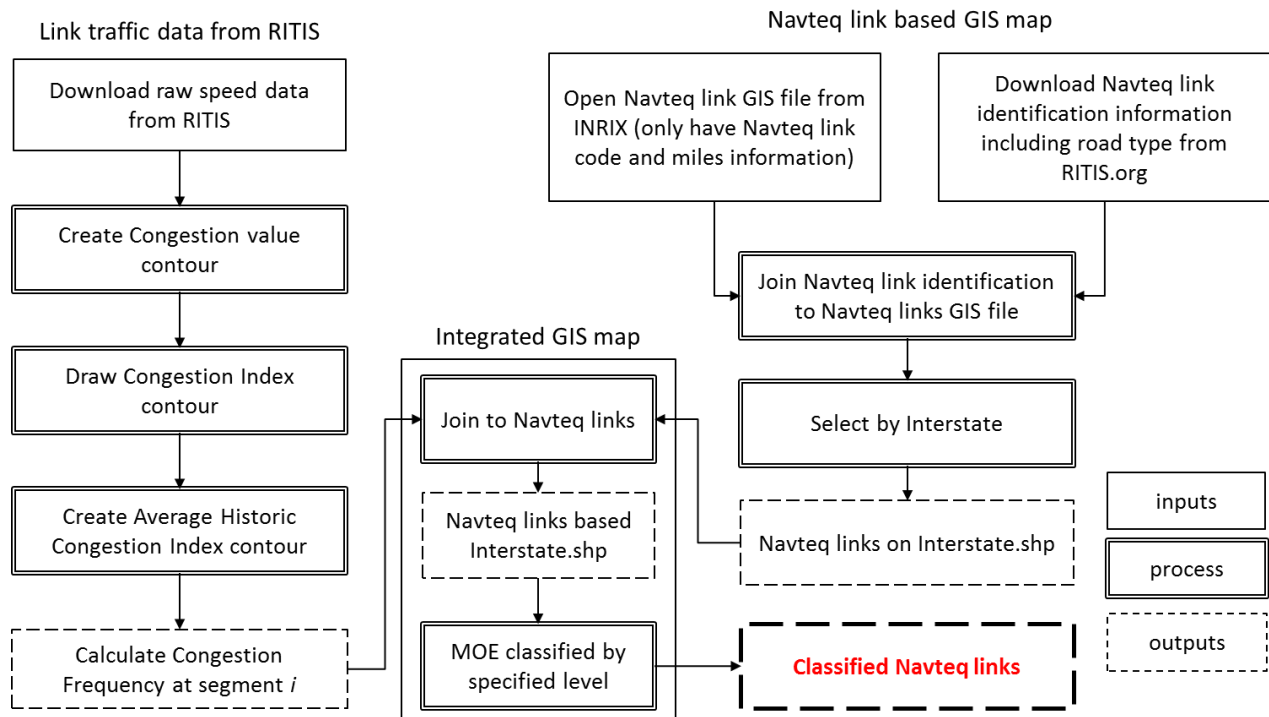 Link traffic data from RITIS
Download raw speed data
from RITIS
Create Congestion value
contour
Draw Congestion Index
contour
Create Average Historic
Congestion Index contour
Calculate Congestion
Frequency at segment i
Navteq link based GIS map
Open Navteq link GIS file from
INRIX (only have Navteq link
code and miles information)
Download Navteq link
identification information
including road type from
RITIS.org
Join Navteq link identification
to Navteq links GIS file
Select by Interstate
Navteq links on Interstate.shp
Integrated GIS map
Join to Navteq links
Navteq links based
Interstate.shp
MOE classified by
specified level
Classified Navteq links
inputs
process
outputs